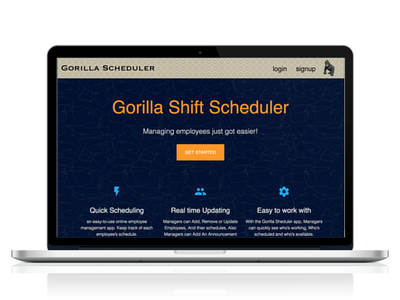 GORILLA SCHEDULER
login signup
Gorilla Shift Scheduler
Managing employees just got easier!
GET STARTED
Quick Scheduling
an easy-to-use online employee
management app. Keep track of each
employee's schedule.
Real time Updating
Managers can Add, Remove or Update
Employees. And their schedules, Also
Managers can Add An Announcement
Easy to work with
With the Gorilla Sheduler app, Managers
can quickly see who's working, Who's
scheduled and who's available